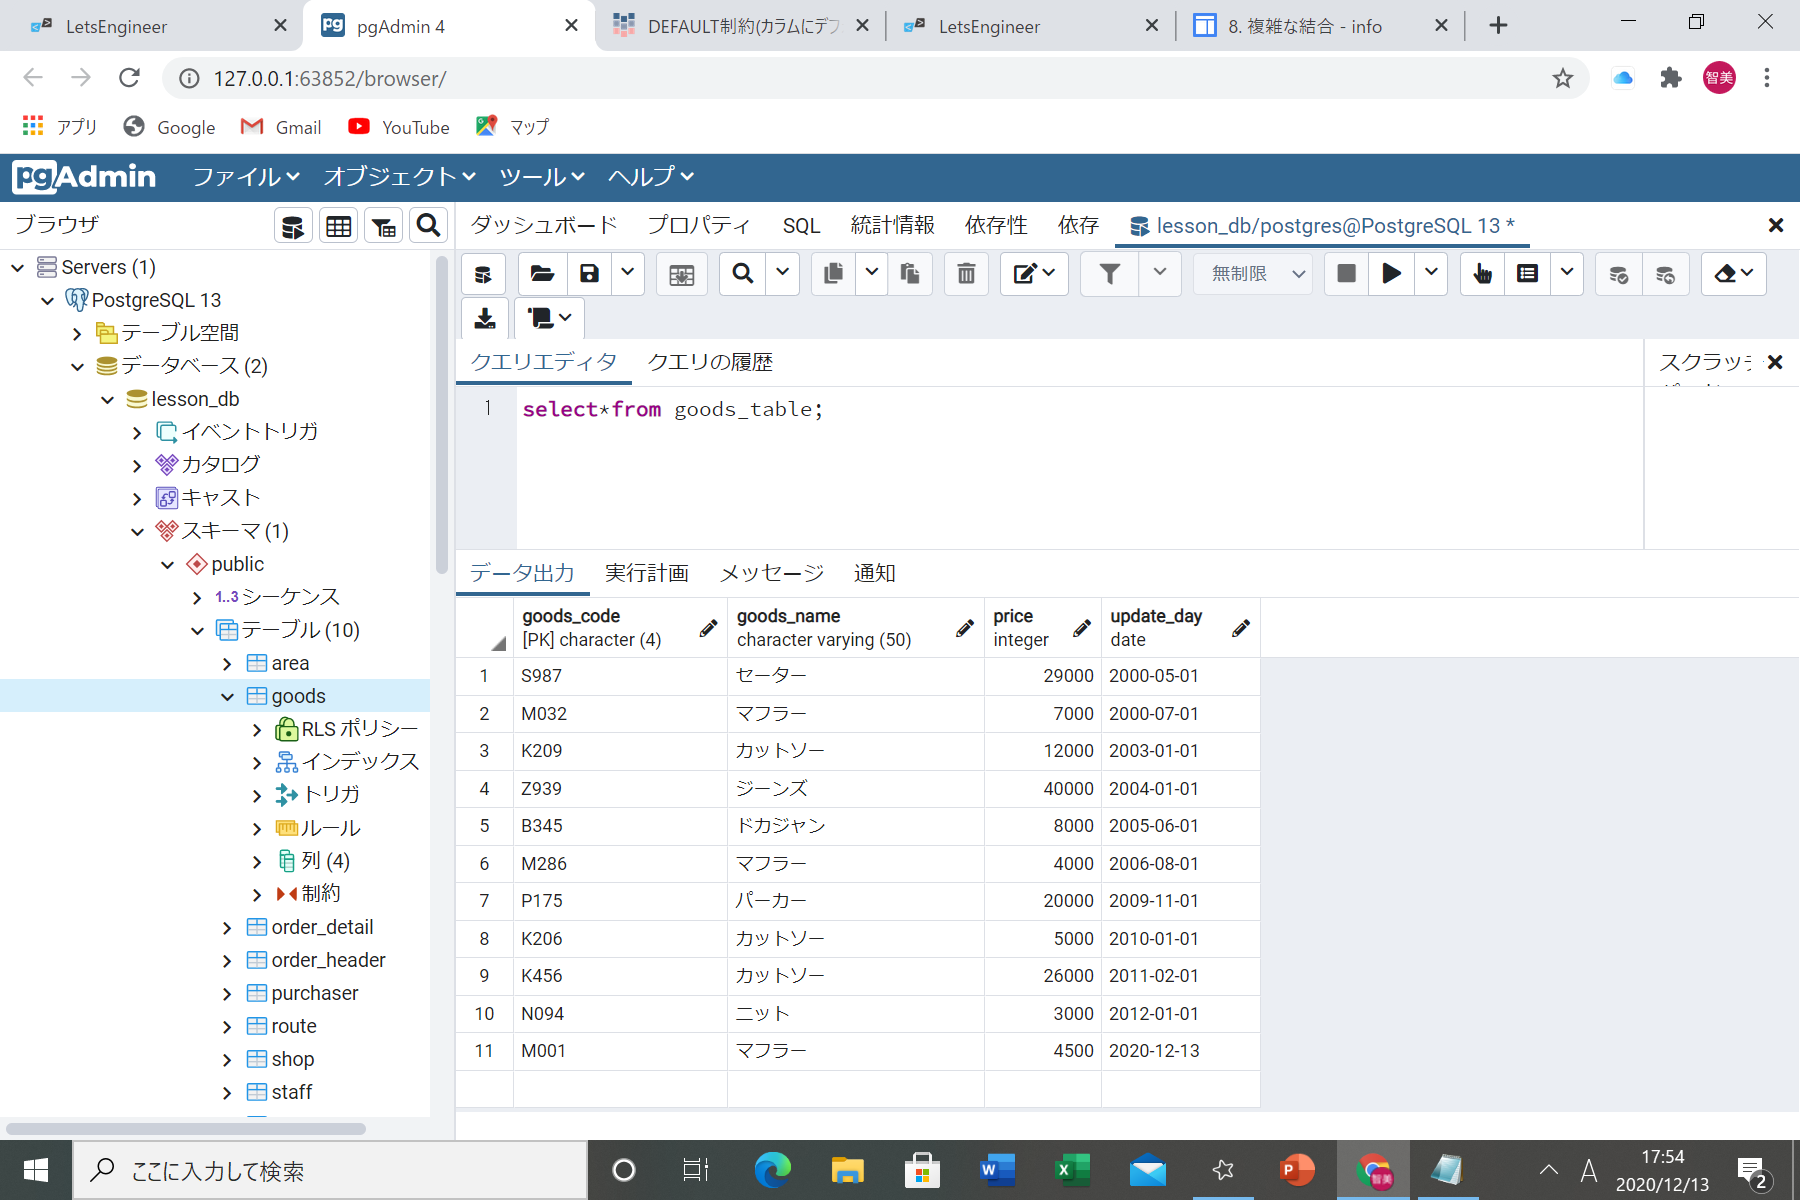 LetsEngineer
pgAdmin 4
DEFAULT制約(カラムにデフ
LetsEngineer
8. 複雑な結合 - info
127.0.0.1:63852/browser/
智美
アプリ
Google
Gmail
YouTube
マップ
pgAdmin
ファイル
オブジェクト
ツール
ヘルプ
ブラウザ
ダッシュボード
プロパティ
SQL
統計情報
依存性
依存
lesson_db/postgres@PostgreSQL 13 *
無制限
Servers (1)
PostgreSQL 13
テーブル空間
データベース (2)
lesson_db
イベントトリガ
カタログ
キャスト
スキーマ (1)
public
1..3 シーケンス
テーブル (10)
area
goods
RLS ポリシー
インデックス
トリガ
ルール
列 (4)
制約
order_detail
order_header
purchaser
route
shop
staff
クエリエディタ
クエリの履歴
スクラッチ
1 select*from goods_table;
データ出力
実行計画
メッセージ
通知
goods_code [PK] character (4)
goods_name character varying (50)
price integer
update_day date
1 S987 セーター 29000 2000-05-01
2 M032 マフラー 7000 2000-07-01
3 K209 カットソー 12000 2003-01-01
4 Z939 ジーンズ 40000 2004-01-01
5 B345 ドカジャン 8000 2005-06-01
6 M286 マフラー 4000 2006-08-01
7 P175 パーカー 20000 2009-11-01
8 K206 カットソー 5000 2010-01-01
9 K456 カットソー 26000 2011-02-01
10 N094 ニット 3000 2012-01-01
11 M001 マフラー 4500 2020-12-13
ここに入力して検索
A
17:54
2020/12/13
2